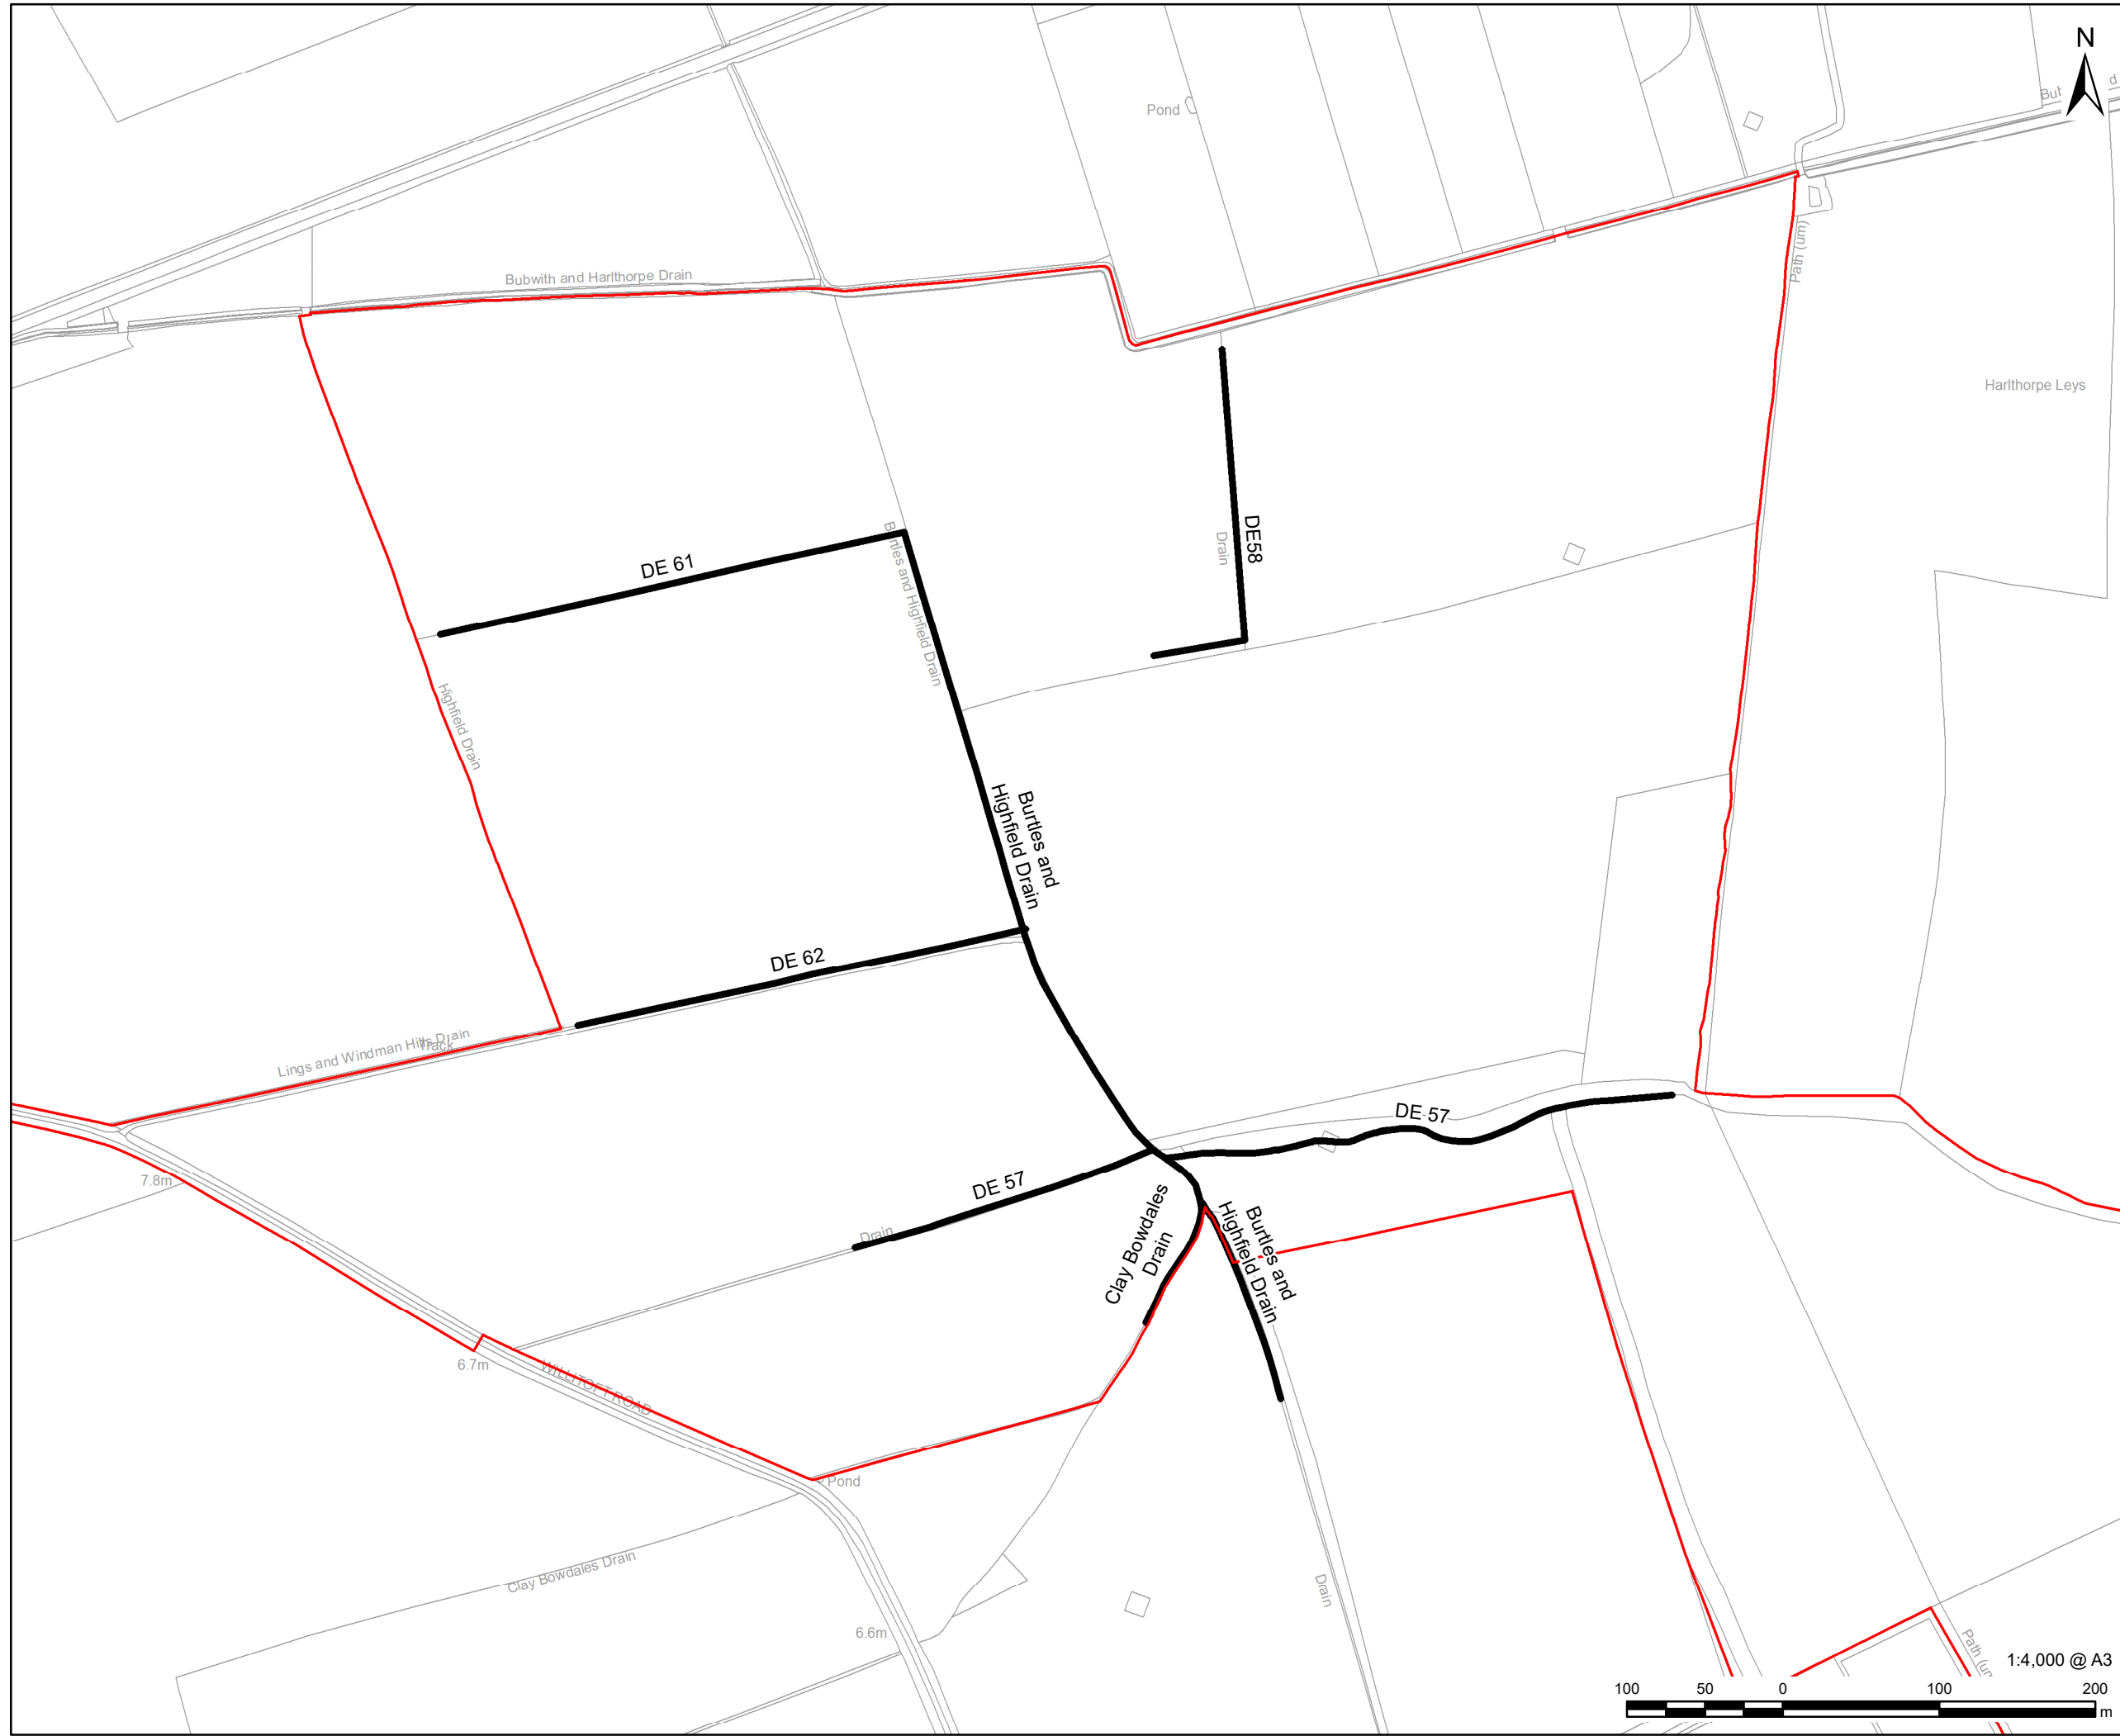 N
Pond
Bubwith and Harlthorpe Drain
Path (um)
Harlthorpe Leys
DE58
Drain
DE 61
Burtles and Highfield Drain
Highfield Drain
Burtles and
Highfield Drain
DE 62
Lings and Windman Hills Drain
Track
DE 57
7.8m
DE 57
Drain
Clay Bowdales
Drain
Burtles and
Highfield Drain
6.7m
WILLITOFT ROAD
Pond
Clay Bowdales Drain
Drain
6.6m
Path (um
1:4,000 @ A3
100 50 0 100 200
m